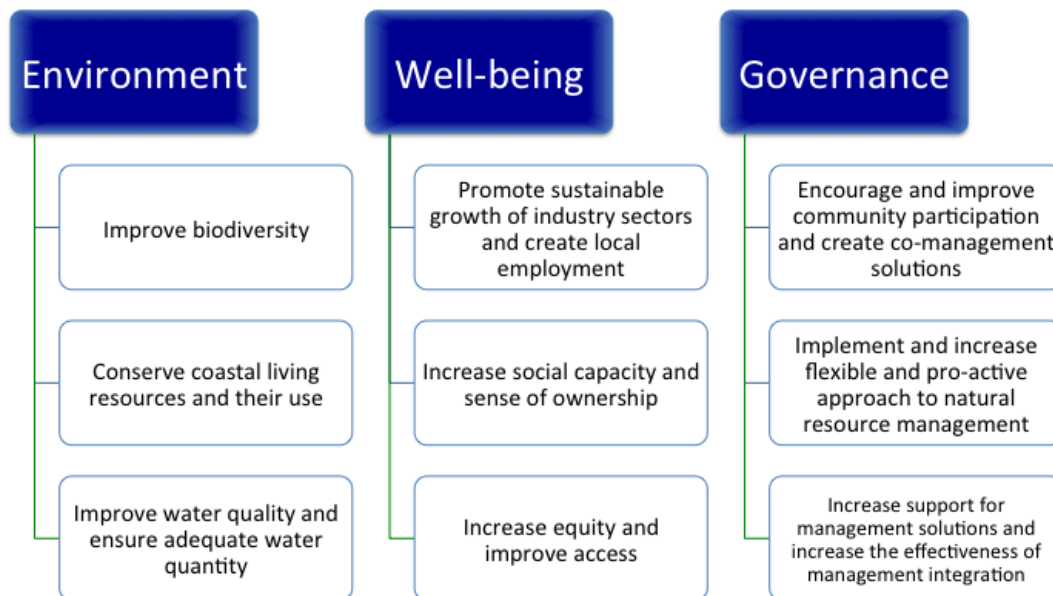 Environment
Improve biodiversity
Conserve coastal living
resources and their use
Improve water quality and
ensure adequate water
quantity
Well-being
Promote sustainable
growth of industry sectors
and create local
employment
Increase social capacity and
sense of ownership
Increase equity and
improve access
Governance
Encourage and improve
community participation
and create co-management
solutions
Implement and increase
flexible and pro-active
approach to natural
resource management
Increase support for
management solutions and
increase the effectiveness of
management integration